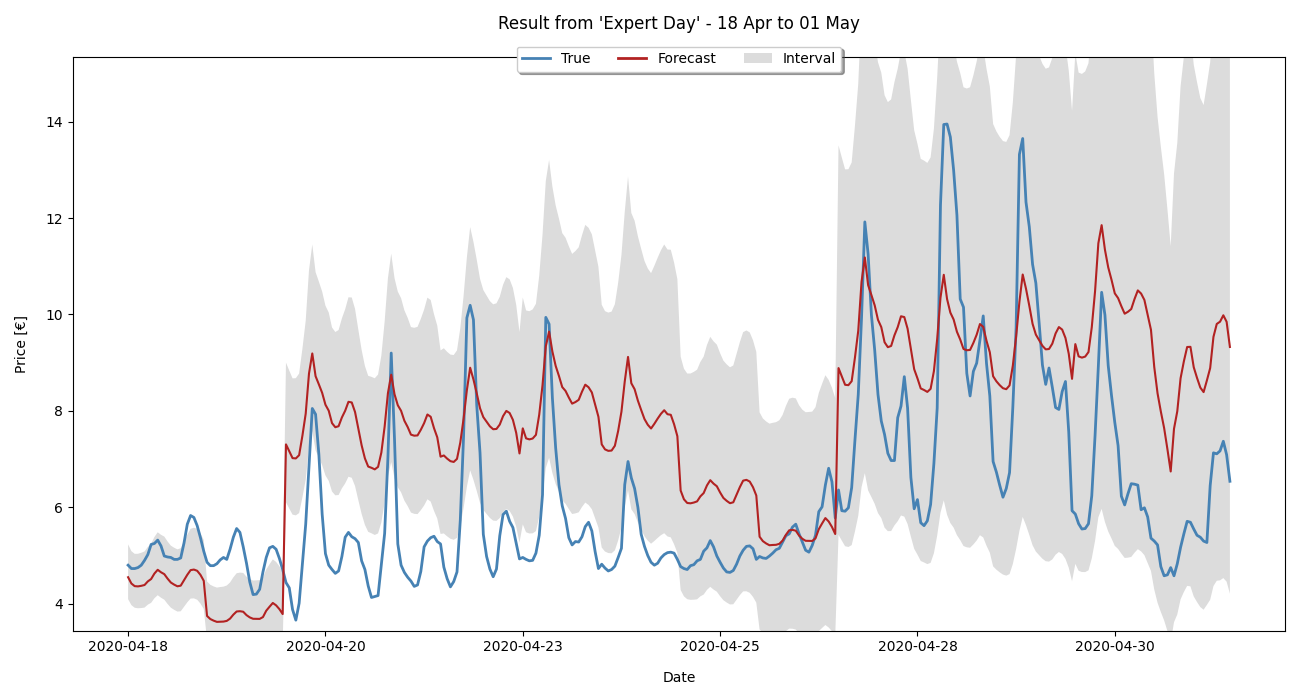 Result from 'Expert Day' - 18 Apr to 01 May
True Forecast Interval
Price [€]
14
12
10
8
6
4
2020-04-18 2020-04-20 2020-04-23 2020-04-25 2020-04-28 2020-04-30
Date